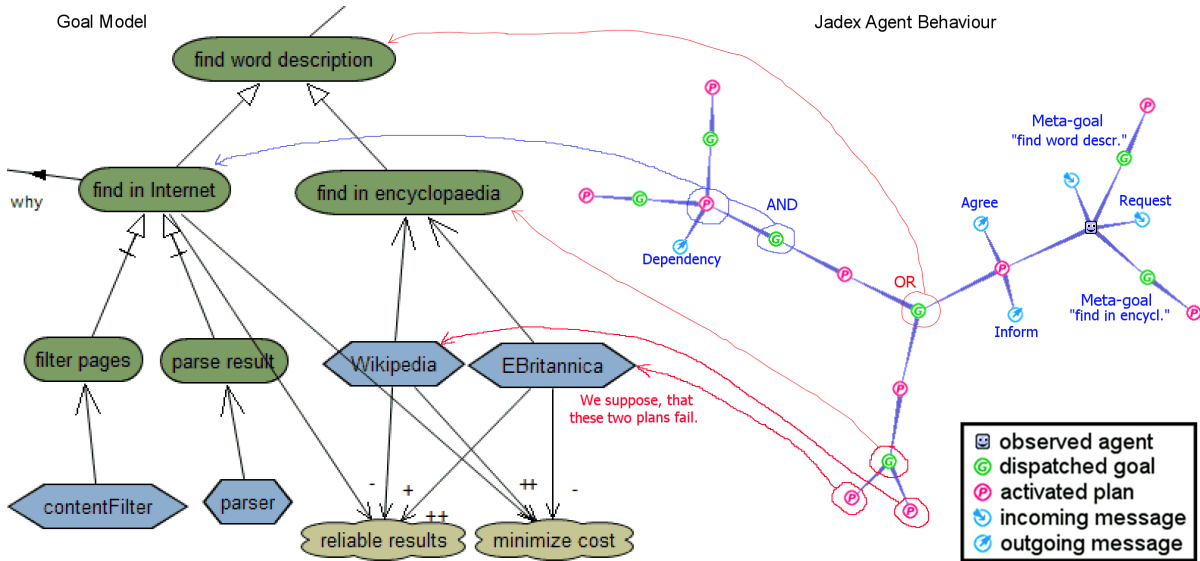 Goal Model
Jadex Agent Behaviour
find word description
Meta-goal
"find word descr."
P
P
G
G
why
find in Internet
find in encyclopaedia
P
G
P
AND
G
Dependency
Agree
Request
P
P
OR
G
Meta-goal
"find in encycl."
G
P
Inform
filter pages
parse result
Wikipedia
EBritannica
We suppose, that
these two plans fail.
P
G
P
P
contentFilter
parser
- + ++ ++ -
reliable results
minimize cost
observed agent
G dispatched goal
P activated plan
incoming message
outgoing message